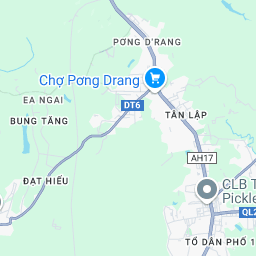 PƠNG D'RANG
Chợ Pơng Drang
EA NGAI
DT6
TÂN LẬP
BUNG TĂNG
AH17
ĐẠT HIẾU
CLB T
Pickle
QL2
TỔ DÂN PHỐ 1